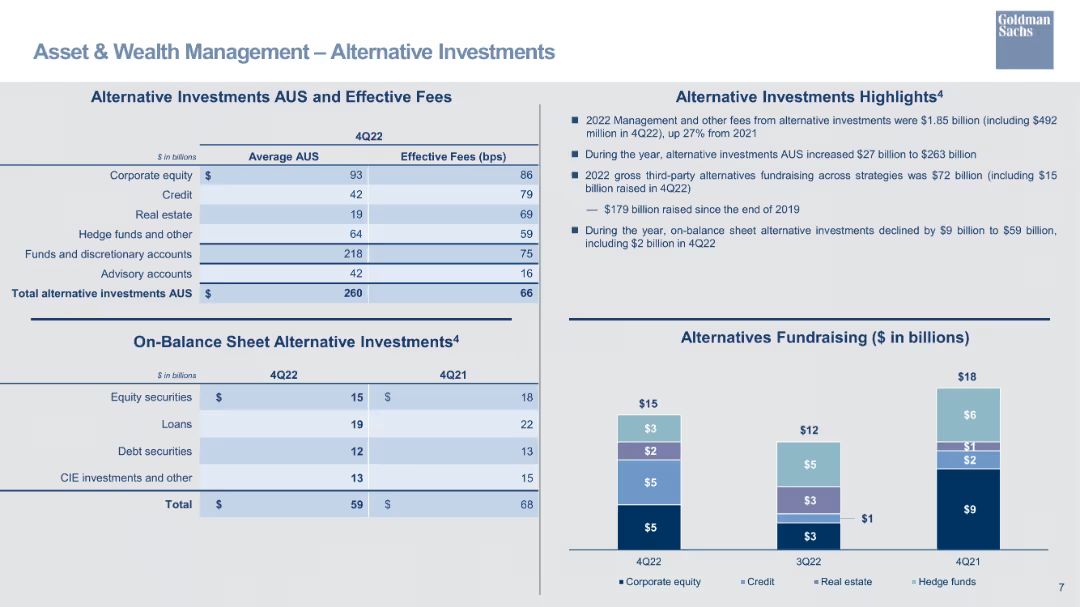 Goldman
Sachs
Asset & Wealth Management – Alternative Investments
Alternative Investments AUS and Effective Fees
4Q22
$ in billions Average AUS Effective Fees (bps)
Corporate equity $ 93 86
Credit 42 79
Real estate 19 69
Hedge funds and other 64 59
Funds and discretionary accounts 218 75
Advisory accounts 42 16
Total alternative investments AUS $ 260 66
On-Balance Sheet Alternative Investments⁴
$ in billions 4Q22 4Q21
Equity securities $ 15 $ 18
Loans 19 22
Debt securities 12 13
CIE investments and other 13 15
Total $ 59 $ 68
Alternative Investments Highlights⁴
■ 2022 Management and other fees from alternative investments were $1.85 billion (including $492
million in 4Q22), up 27% from 2021
■ During the year, alternative investments AUS increased $27 billion to $263 billion
■ 2022 gross third-party alternatives fundraising across strategies was $72 billion (including $15
billion raised in 4Q22)
— $179 billion raised since the end of 2019
■ During the year, on-balance sheet alternative investments declined by $9 billion to $59 billion,
including $2 billion in 4Q22
Alternatives Fundraising ($ in billions)
$15
$3
$2
$5
$5
4Q22
$12
$5
$3
$1
$3
3Q22
$18
$6
$1
$2
$9
4Q21
Corporate equity Credit Real estate Hedge funds
7